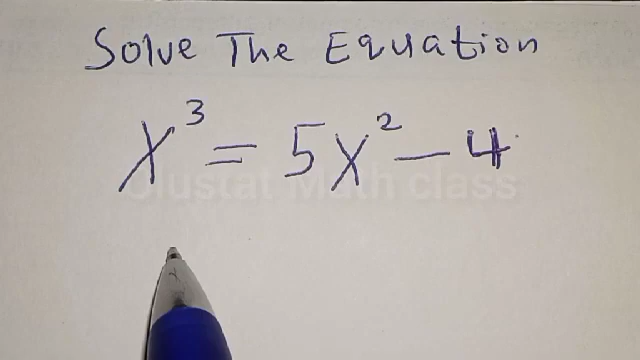 Solve The Equation
x³ = 5x² - 4
Olustat Math class